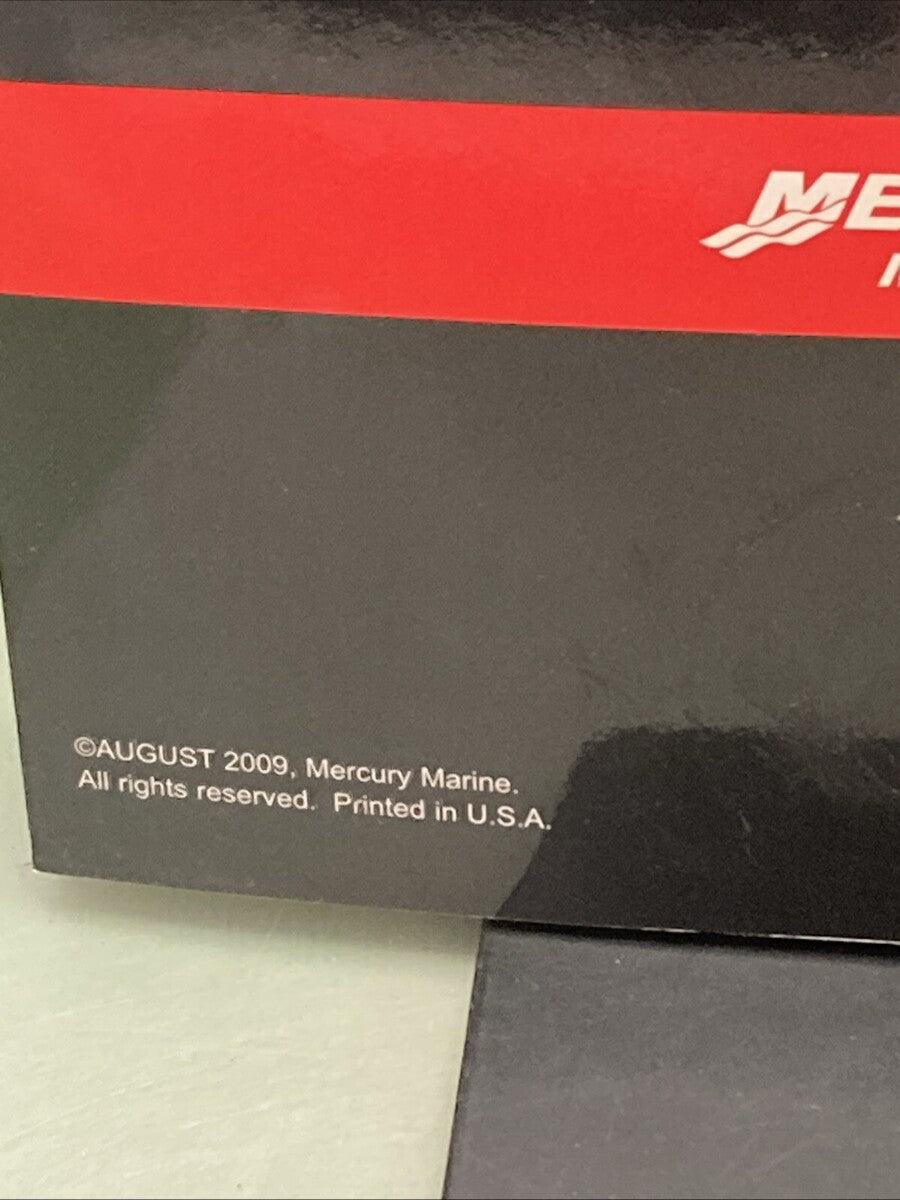 ©AUGUST 2009, Mercury Marine.
All rights reserved. Printed in U.S.A.